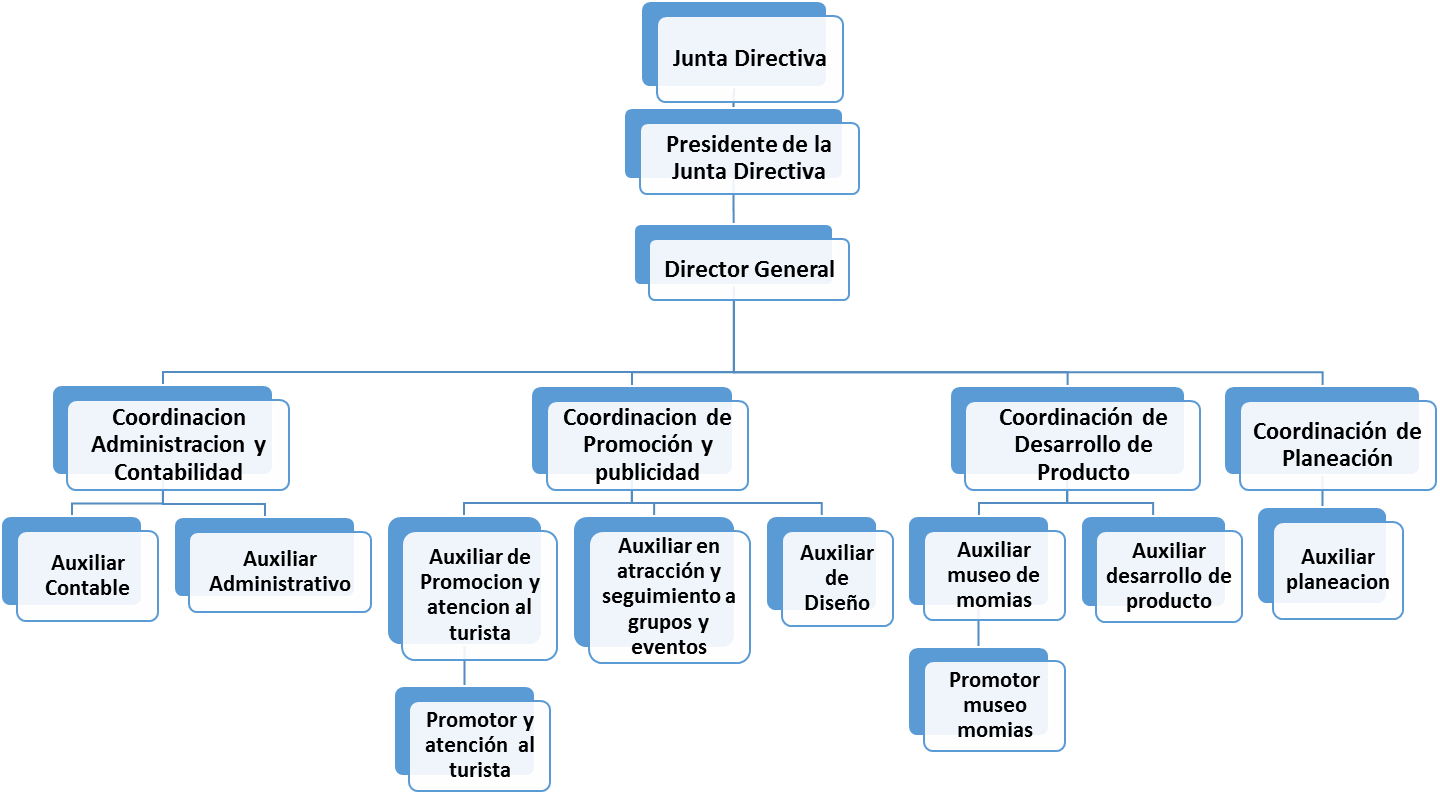 Junta Directiva
Presidente de la
Junta Directiva
Director General
Coordinacion
Administracion y
Contabilidad
Coordinacion de
Promoción y
publicidad
Coordinación de
Desarrollo de
Producto
Coordinación de
Planeación
Auxiliar
Contable
Auxiliar
Administrativo
Auxiliar de
Promocion y
atencion al
turista
Auxiliar en
atracción y
seguimiento a
grupos y
eventos
Auxiliar
de
Diseño
Auxiliar
museo de
momias
Auxiliar
desarrollo de
producto
Auxiliar
planeacion
Promotor y
atención al
turista
Promotor
museo
momias